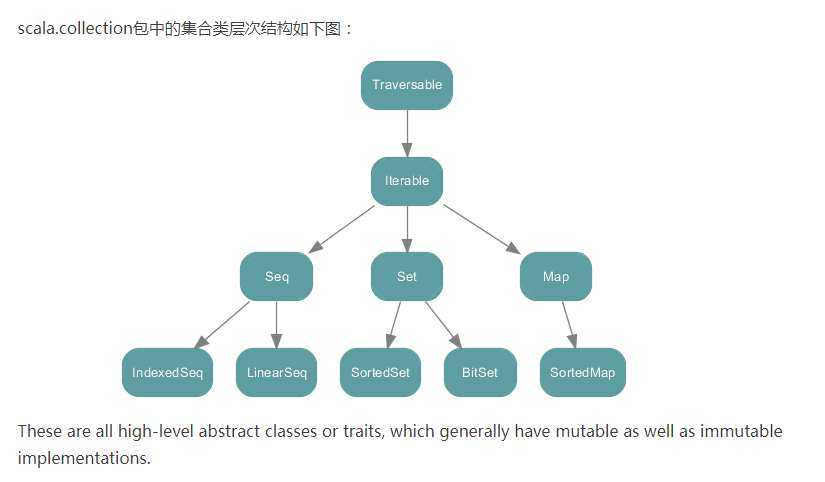 scala.collection包中的集合类层次结构如下图：
Traversable
Iterable
Seq
Set
Map
IndexedSeq
LinearSeq
SortedSet
BitSet
SortedMap
These are all high-level abstract classes or traits, which generally have mutable as well as immutable
implementations.